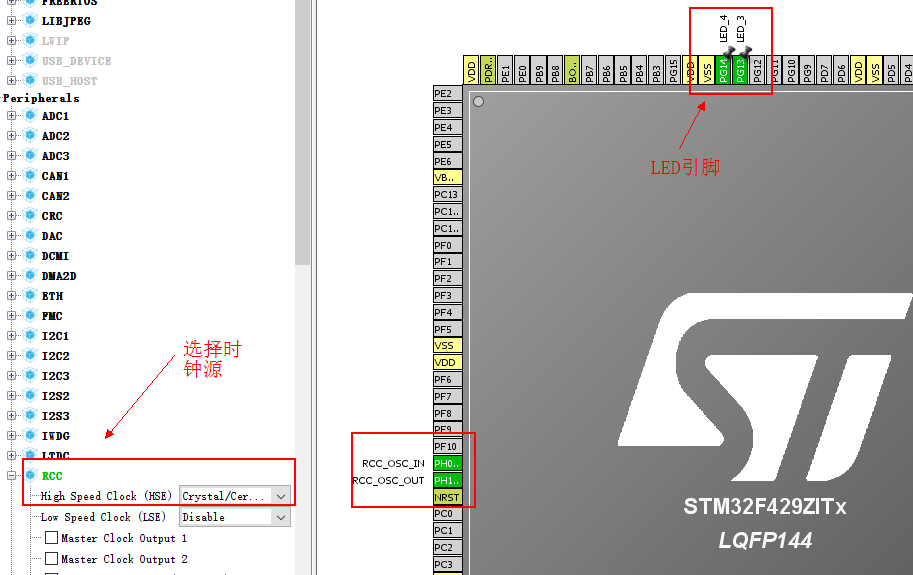 FREERTOS
LIBJPEG
LWIP
USB_DEVICE
USB_HOST
Peripherals
ADC1
ADC2
ADC3
CAN1
CAN2
CRC
DAC
DCMI
DMA2D
ETH
FMC
I2C1
I2C2
I2C3
I2S2
I2S3
IWDG
LTDC
RCC
High Speed Clock (HSE) Crystal/Cer...
Low Speed Clock (LSE) Disable
Master Clock Output 1
Master Clock Output 2
选择时
钟源
LED_4
LED_3
VDD
PDR..
PE1
PE0
PB9
PB8
BO..
PB7
PB6
PB5
PB4
PB3
PG15
VDD
VSS
PG14
PG13
PG12
PG11
PG10
PG9
PD7
PD6
VDD
VSS
PD5
PD4
LED引脚
PE2
PE3
PE4
PE5
PE6
VB..
PC13
PC1..
PC1..
PF0
PF1
PF2
PF3
PF4
PF5
VSS
VDD
PF6
PF7
PF8
PF9
PF10
RCC_OSC_IN PH0..
RCC_OSC_OUT PH1..
NRST
PC0
PC1
PC2
PC3
STM32F429ZITx
LQFP144